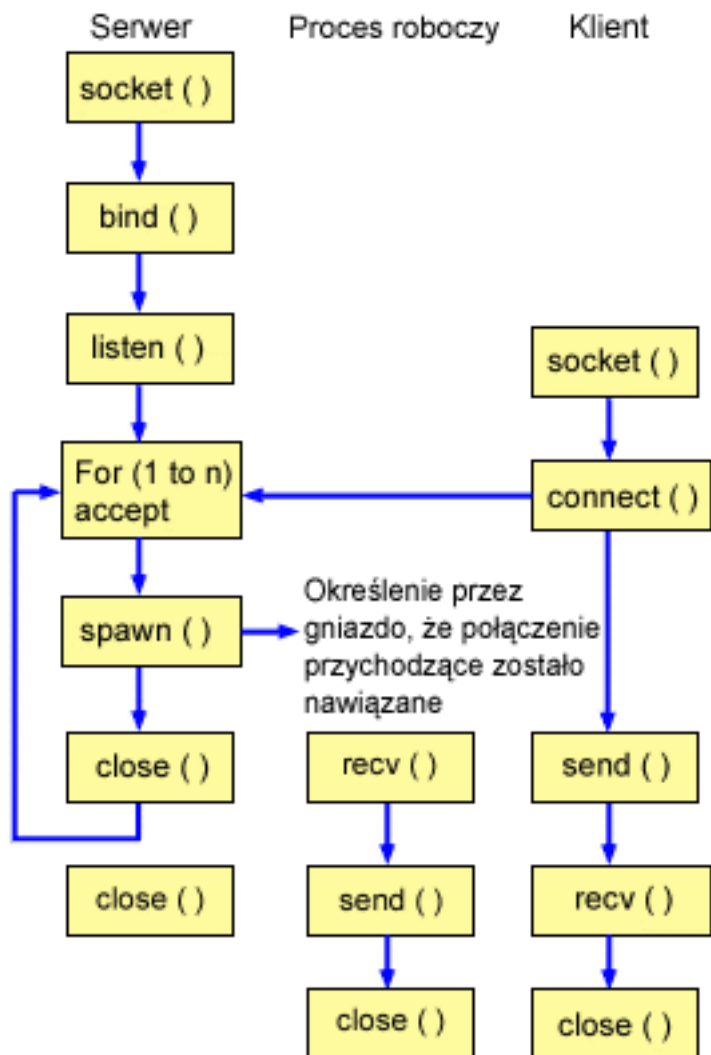 Serwer
Proces roboczy
Klient
socket ( )
bind ( )
listen ( )
socket ( )
For (1 to n)
accept
connect ( )
spawn ( )
Określenie przez
gniazdo, że połączenie
przychodzące zostało
nawiązane
close ( )
recv ( )
send ( )
close ( )
send ( )
recv ( )
close ( )
close ( )